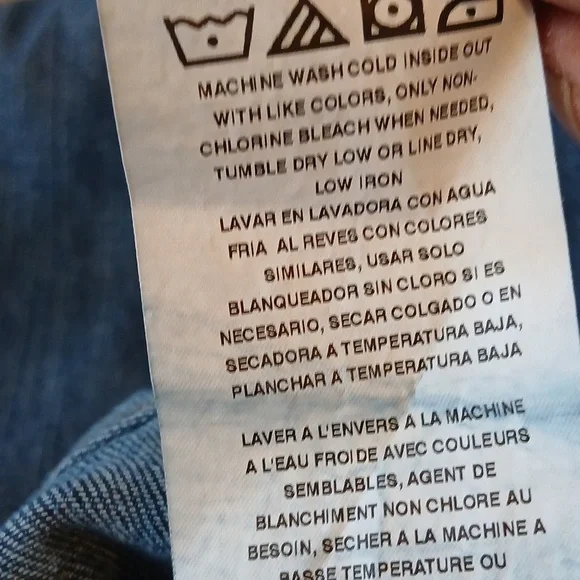 MACHINE WASH COLD INSIDE OUT
WITH LIKE COLORS, ONLY NON-
CHLORINE BLEACH WHEN NEEDED,
TUMBLE DRY LOW OR LINE DRY,
LOW IRON
LAVAR EN LAVADORA CON AGUA
FRIA AL REVES CON COLORES
SIMILARES, USAR SOLO
BLANQUEADOR SIN CLORO SI ES
NECESARIO, SECAR COLGADO O EN
SECADORA A TEMPERATURA BAJA,
PLANCHAR A TEMPERATURA BAJA
LAVER A L'ENVERS A LA MACHINE
A L'EAU FROIDE AVEC COULEURS
SEMBLABLES, AGENT DE
BLANCHIMENT NON CHLORE AU
BESOIN, SECHER A LA MACHINE A
BASSE TEMPERATURE OU